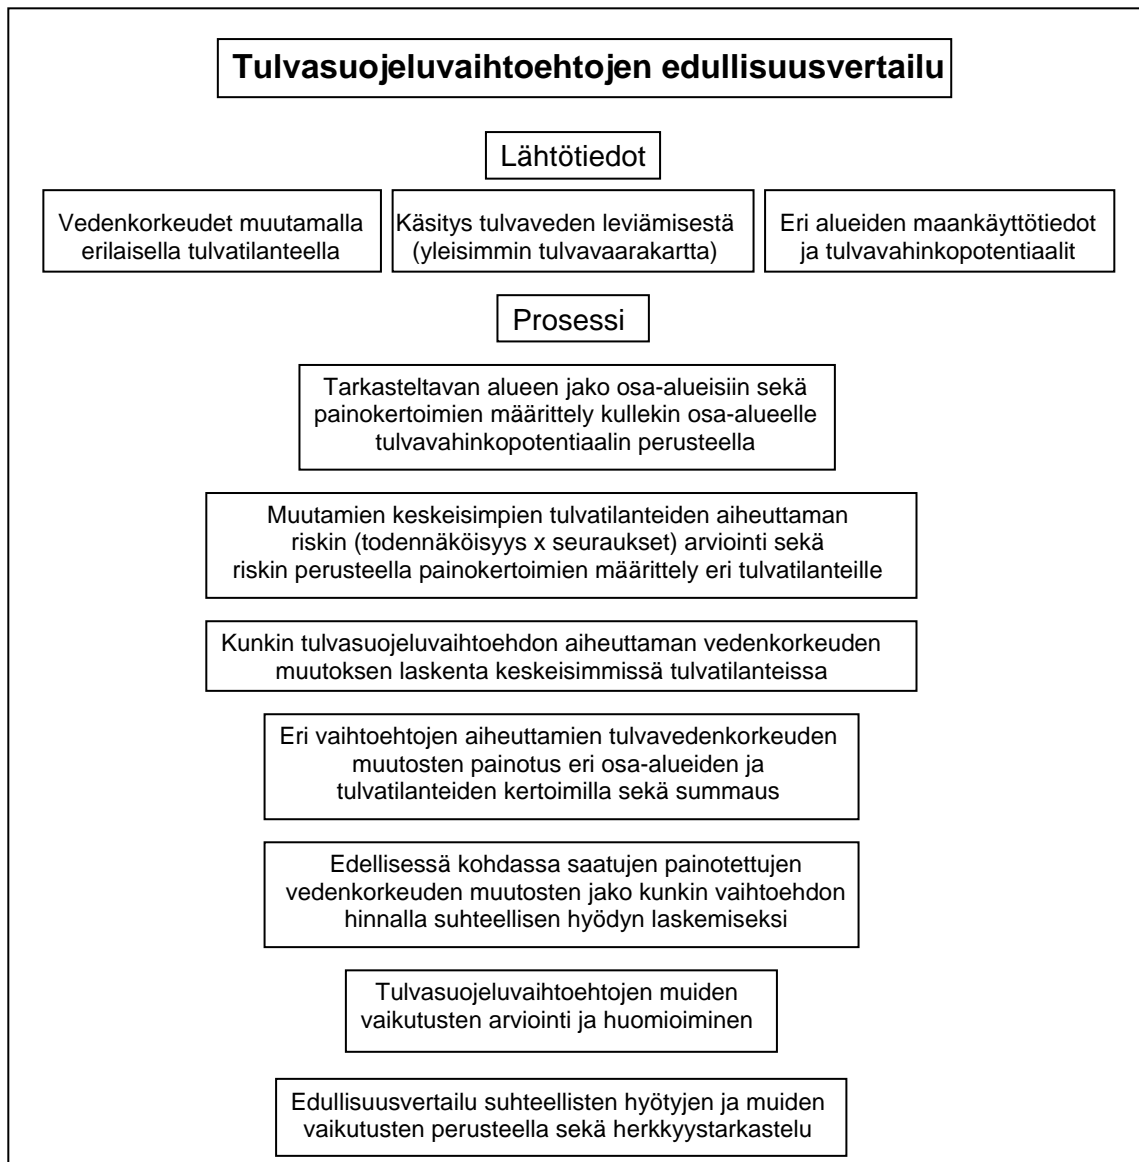 Tulvasuojeluvaihtoehtojen edullisuusvertailu
Lähtötiedot
Vedenkorkeudet muutamalla
erilaisella tulvatilanteella
Käsitys tulvaveden leviämisestä
(yleisimmin tulvavaarakartta)
Eri alueiden maankäyttötiedot
ja tulvavahinkopotentiaalit
Prosessi
Tarkasteltavan alueen jako osa-alueisiin sekä
painokertoimien määrittely kullekin osa-alueelle
tulvavahinkopotentiaalin perusteella
Muutamien keskeisimpien tulvatilanteiden aiheuttaman
riskin (todennäköisyys x seuraukset) arviointi sekä
riskin perusteella painokertoimien määrittely eri tulvatilanteille
Kunkin tulvasuojeluvaihtoehdon aiheuttaman vedenkorkeuden
muutoksen laskenta keskeisimmissä tulvatilanteissa
Eri vaihtoehtojen aiheuttamien tulvavedenkorkeuden
muutosten painotus eri osa-alueiden ja
tulvatilanteiden kertoimilla sekä summaus
Edellisessä kohdassa saatujen painotettujen
vedenkorkeuden muutosten jako kunkin vaihtoehdon
hinnalla suhteellisen hyödyn laskemiseksi
Tulvasuojeluvaihtoehtojen muiden
vaikutusten arviointi ja huomioiminen
Edullisuusvertailu suhteellisten hyötyjen ja muiden
vaikutusten perusteella sekä herkkyystarkastelu